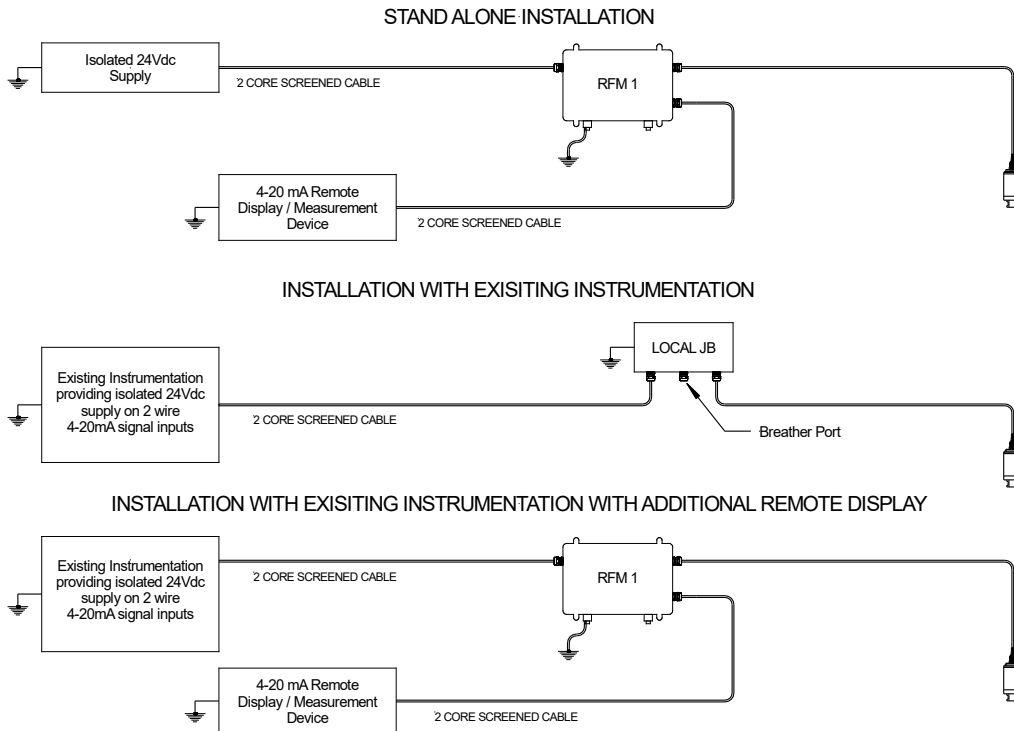 STAND ALONE INSTALLATION
Isolated 24Vdc
Supply
2 CORE SCREENED CABLE
RFM 1
4-20 mA Remote
Display / Measurement
Device
2 CORE SCREENED CABLE
INSTALLATION WITH EXISITING INSTRUMENTATION
LOCAL JB
Existing Instrumentation
providing isolated 24Vdc
supply on 2 wire
4-20mA signal inputs
2 CORE SCREENED CABLE
Breather Port
INSTALLATION WITH EXISITING INSTRUMENTATION WITH ADDITIONAL REMOTE DISPLAY
Existing Instrumentation
providing isolated 24Vdc
supply on 2 wire
4-20mA signal inputs
2 CORE SCREENED CABLE
RFM 1
4-20 mA Remote
Display / Measurement
Device
2 CORE SCREENED CABLE